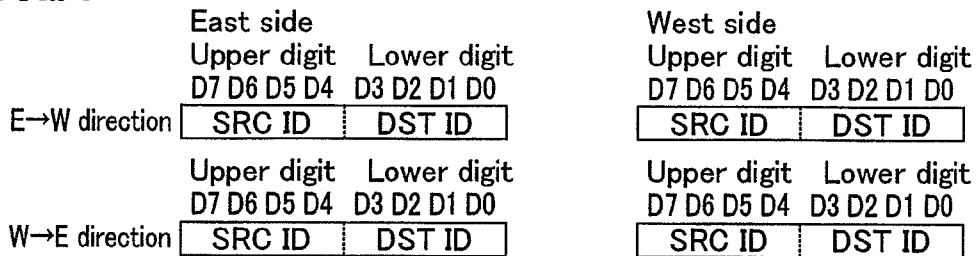 East side West side
Upper digit Lower digit Upper digit Lower digit
D7 D6 D5 D4 D3 D2 D1 D0 D7 D6 D5 D4 D3 D2 D1 D0
E→W direction SRC ID DST ID SRC ID DST ID
Upper digit Lower digit Upper digit Lower digit
D7 D6 D5 D4 D3 D2 D1 D0 D7 D6 D5 D4 D3 D2 D1 D0
W→E direction SRC ID DST ID SRC ID DST ID